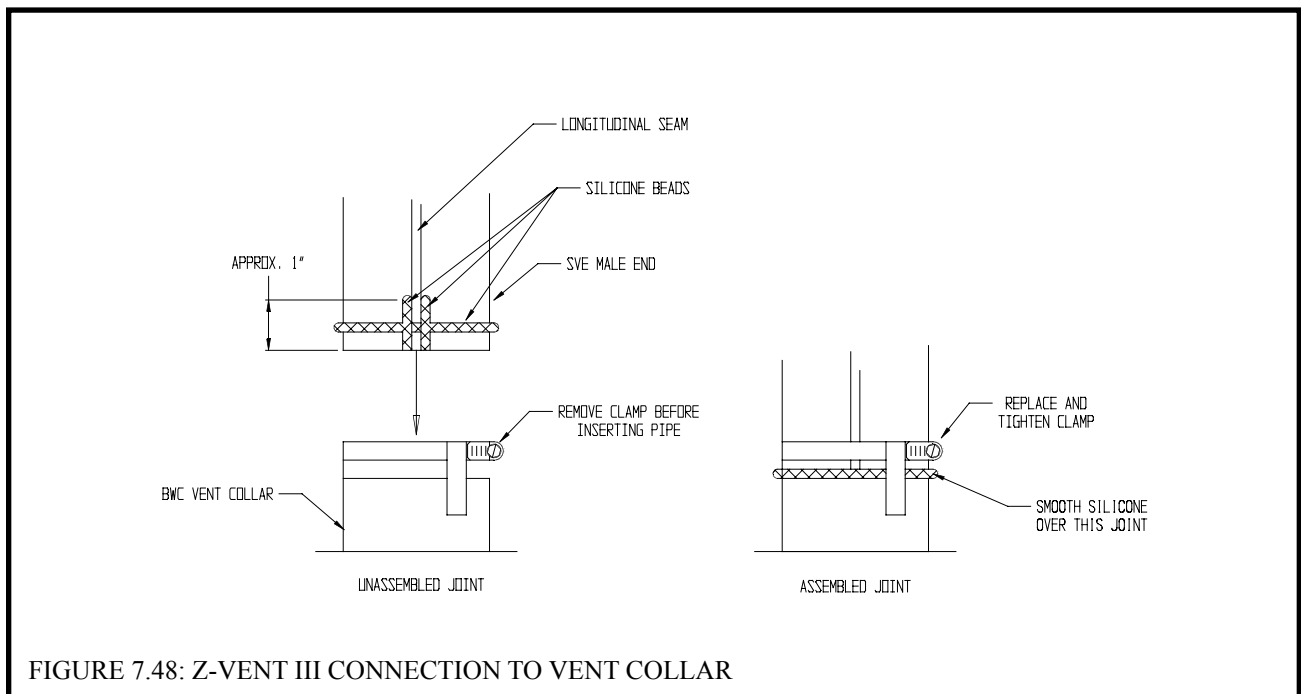 LONGITUDINAL SEAM
SILICONE BEADS
APPROX. 1"
SVE MALE END
REMOVE CLAMP BEFORE
INSERTING PIPE
BWC VENT COLLAR
UNASSEMBLED JOINT
REPLACE AND
TIGHTEN CLAMP
SMOOTH SILICONE
OVER THIS JOINT
ASSEMBLED JOINT
FIGURE 7.48: Z-VENT III CONNECTION TO VENT COLLAR